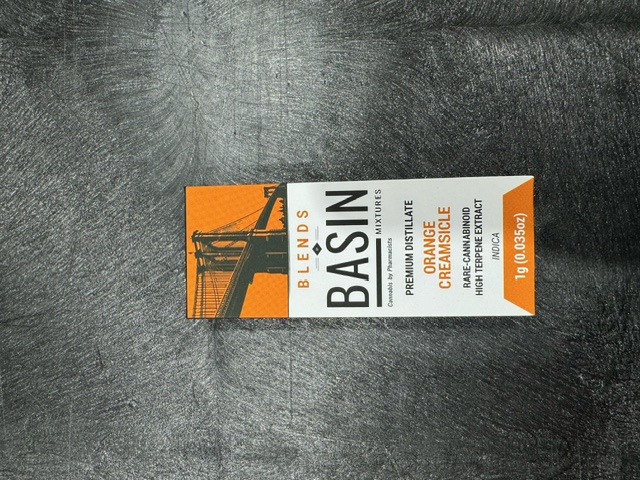 BLENDS
BASIN
MIXTURES
Cannabis by Pharmacists
PREMIUM DISTILLATE
ORANGE
CREAMSICLE
RARE-CANNABINOID
HIGH TERPENE EXTRACT
INDICA
1g (0.035oz)